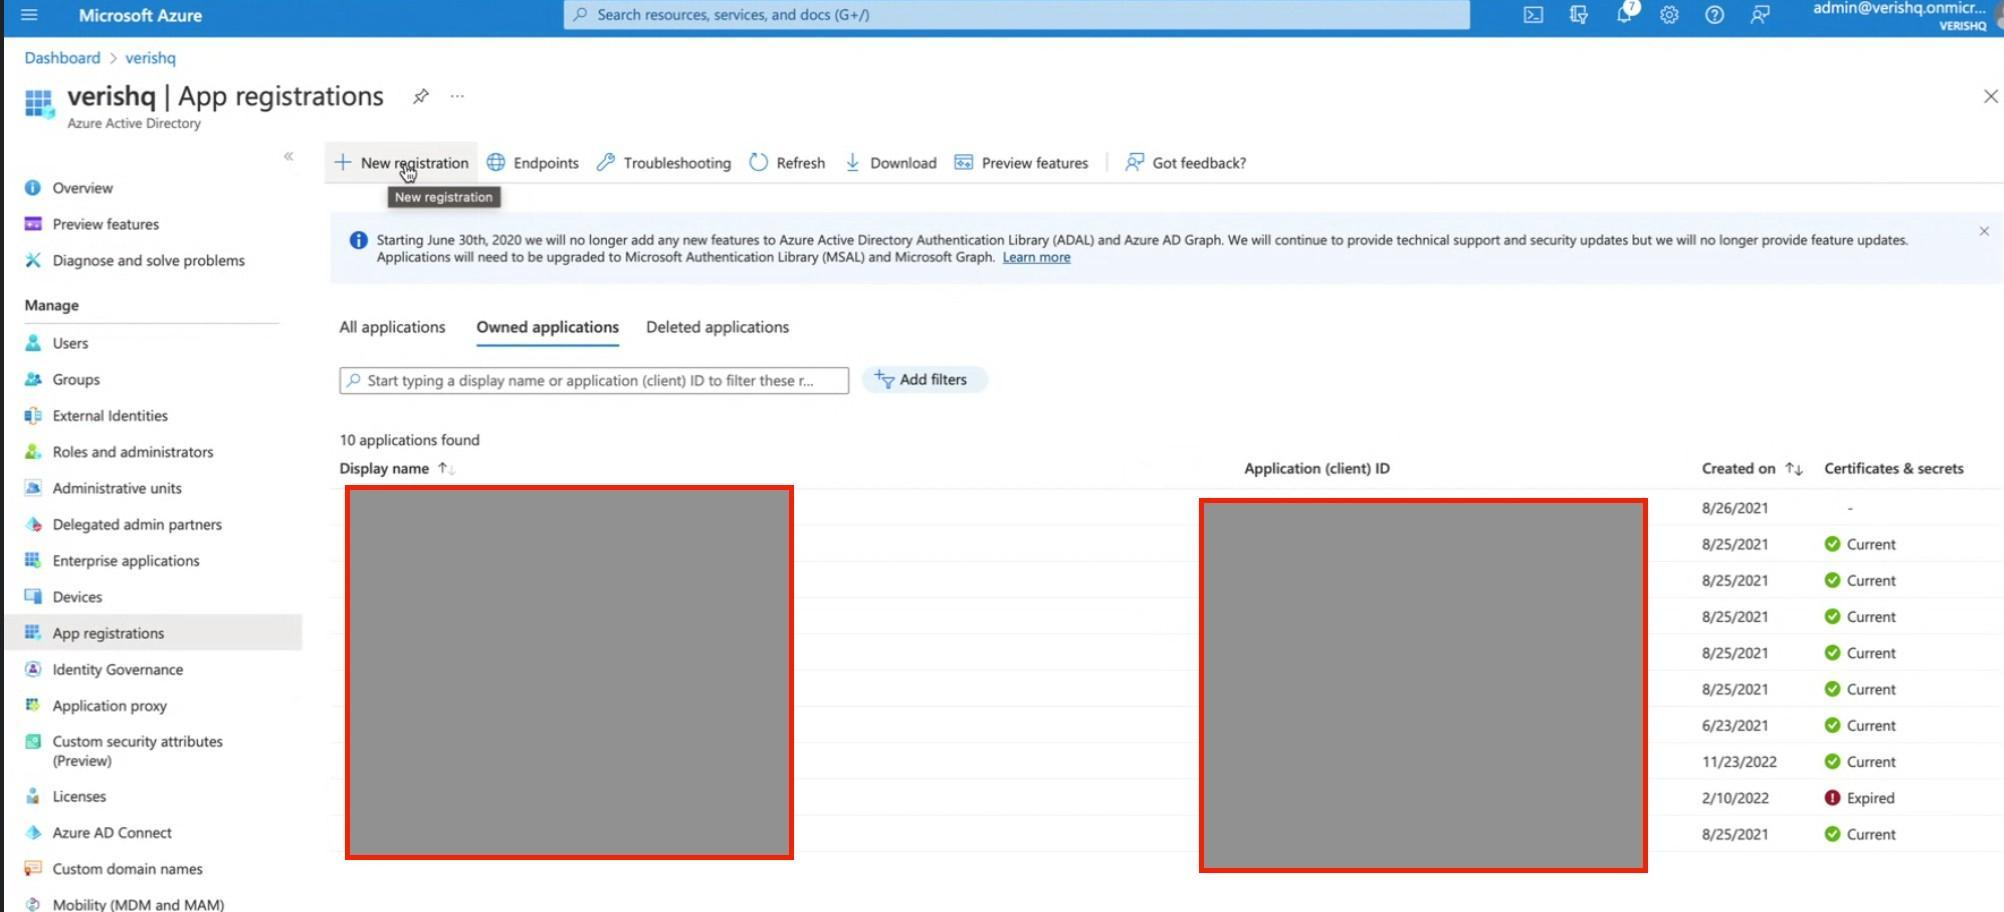 Microsoft Azure
Search resources, services, and docs (G+/)
7
admin@verishq.onmicr...
VERISHQ
Dashboard > verishq
verishq | App registrations
...
Azure Active Directory
«
New registration
Endpoints
Troubleshooting
Refresh
Download
Preview features
Got feedback?
New registration
Overview
Preview features
Diagnose and solve problems
Manage
Users
Groups
External Identities
Roles and administrators
Administrative units
Delegated admin partners
Enterprise applications
Devices
App registrations
Identity Governance
Application proxy
Custom security attributes
(Preview)
Licenses
Azure AD Connect
Custom domain names
Mobility (MDM and MAM)
Starting June 30th, 2020 we will no longer add any new features to Azure Active Directory Authentication Library (ADAL) and Azure AD Graph. We will continue to provide technical support and security updates but we will no longer provide feature updates.
Applications will need to be upgraded to Microsoft Authentication Library (MSAL) and Microsoft Graph. Learn more
All applications
Owned applications
Deleted applications
Start typing a display name or application (client) ID to filter these r...
Add filters
10 applications found
Display name ↑↓
Application (client) ID
Created on ↑↓
Certificates & secrets
8/26/2021 -
8/25/2021 Current
8/25/2021 Current
8/25/2021 Current
8/25/2021 Current
8/25/2021 Current
6/23/2021 Current
11/23/2022 Current
2/10/2022 Expired
8/25/2021 Current